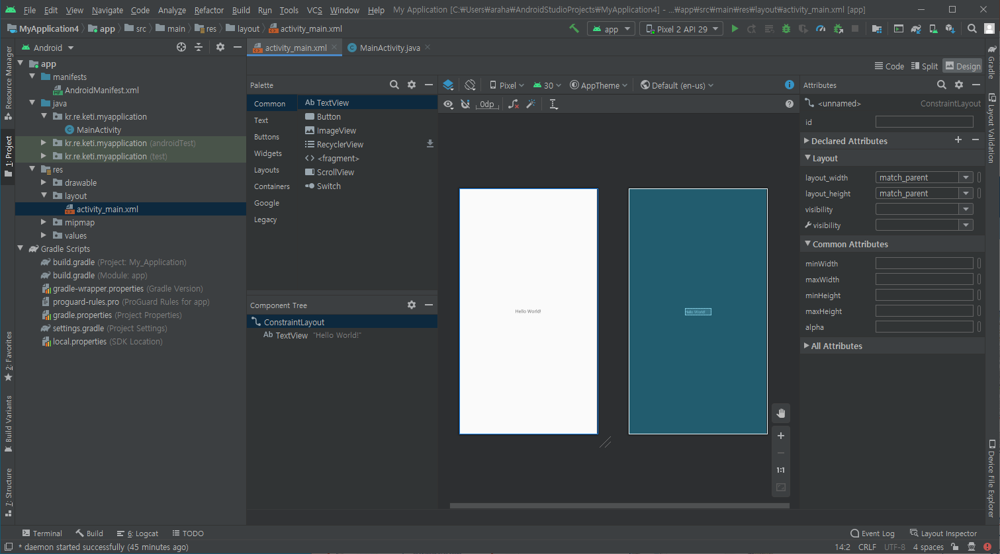 File Edit View Navigate Code Analyze Refactor Build Run Tools VCS Window Help My Application [C:₩Users₩araha₩AndroidStudioProjects₩MyApplication4] - ...₩app₩src₩main₩res₩layout₩activity_main.xml [app]
MyApplication4 app src main res layout activity_main.xml app Pixel 2 API 29
Android activity_main.xml MainActivity.java
Code Split Design
Resource Manager
1: Project
2: Favorites
Build Variants
7: Structure
app
manifests
AndroidManifest.xml
java
kr.re.keti.myapplication
MainActivity
kr.re.keti.myapplication (androidTest)
kr.re.keti.myapplication (test)
res
drawable
layout
activity_main.xml
mipmap
values
Gradle Scripts
build.gradle (Project: My_Application)
build.gradle (Module: app)
gradle-wrapper.properties (Gradle Version)
proguard-rules.pro (ProGuard Rules for app)
gradle.properties (Project Properties)
settings.gradle (Project Settings)
local.properties (SDK Location)
Palette
Common
Text
Buttons
Widgets
Layouts
Containers
Google
Legacy
Ab TextView
Button
ImageView
RecyclerView
<> <fragment>
ScrollView
Switch
Component Tree
ConstraintLayout
Ab TextView "Hello World!"
Pixel 30 AppTheme Default (en-us)
0dp
Hello World!
Hello World!
1:1
Attributes
<unnamed> ConstraintLayout
id
Declared Attributes
Layout
layout_width match_parent
layout_height match_parent
visibility
visibility
Common Attributes
minWidth
maxWidth
minHeight
maxHeight
alpha
All Attributes
Gradle
Layout Validation
Device File Explorer
Terminal Build 6: Logcat TODO Event Log Layout Inspector
* daemon started successfully (45 minutes ago) 14:2 CRLF UTF-8 4 spaces